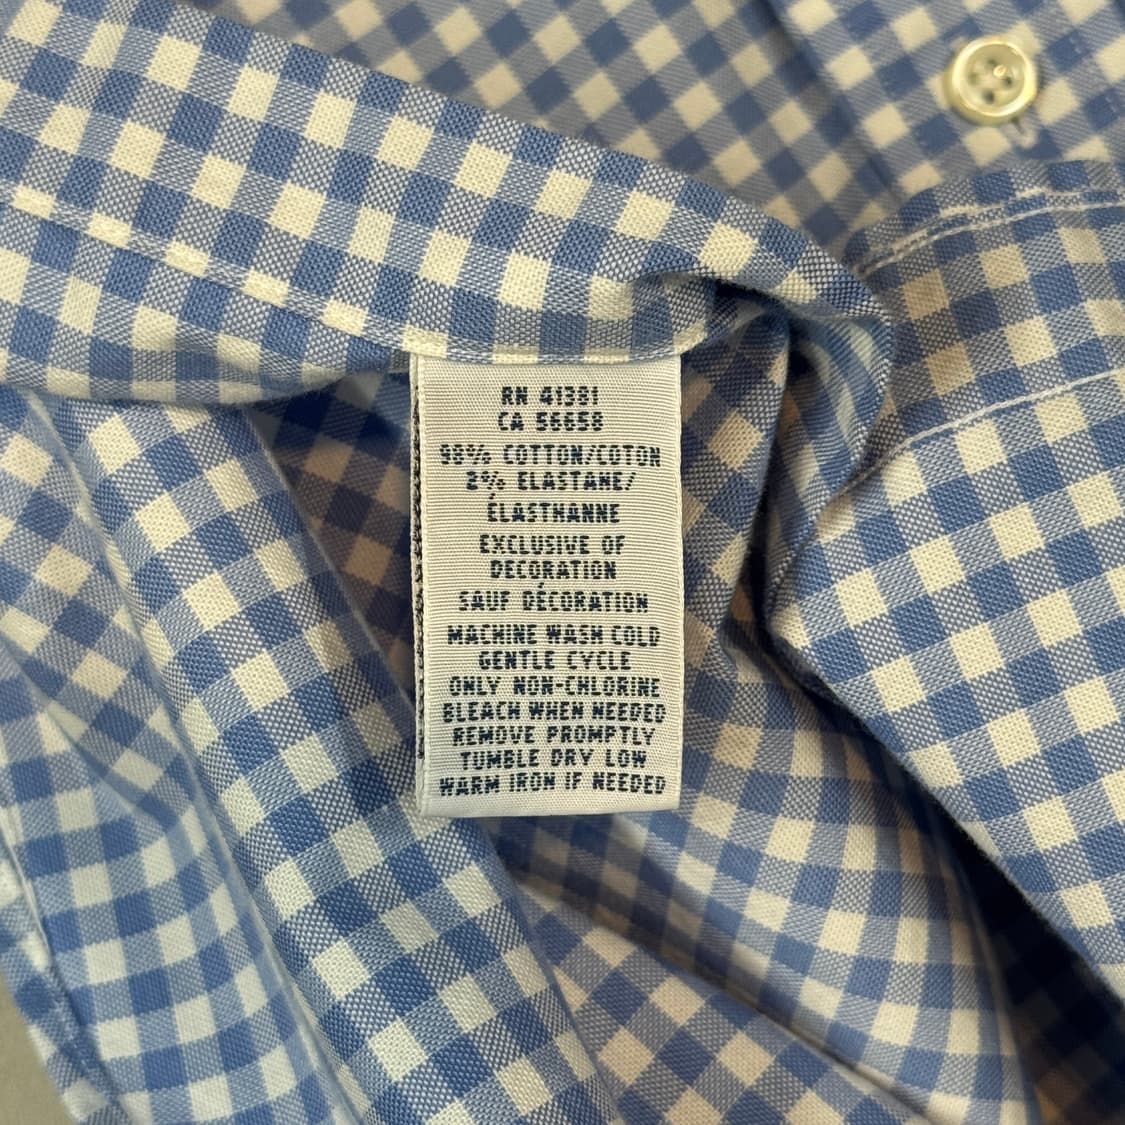 RN 41381
CA 56658
98% COTTON/COTON
2% ELASTANE/
ÉLASTHANNE
EXCLUSIVE OF
DECORATION
SAUF DÉCORATION
MACHINE WASH COLD
GENTLE CYCLE
ONLY NON-CHLORINE
BLEACH WHEN NEEDED
REMOVE PROMPTLY
TUMBLE DRY LOW
WARM IRON IF NEEDED